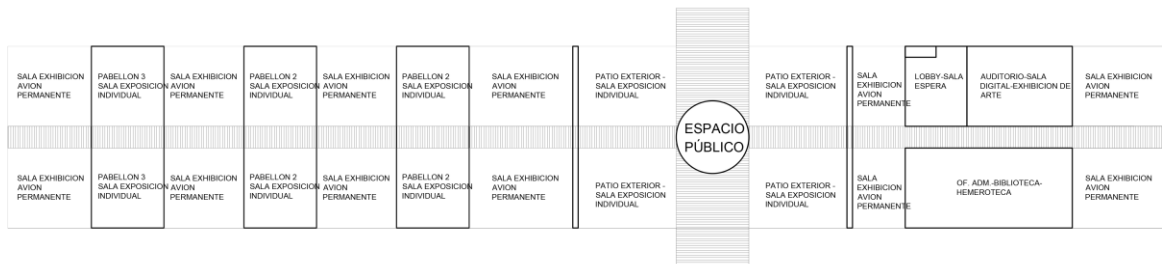 SALA EXHIBICION
AVION
PERMANENTE
PABELLON 3
SALA EXPOSICION
INDIVIDUAL
SALA EXHIBICION
AVION
PERMANENTE
PABELLON 2
SALA EXPOSICION
INDIVIDUAL
SALA EXHIBICION
AVION
PERMANENTE
PABELLON 2
SALA EXPOSICION
INDIVIDUAL
SALA EXHIBICION
AVION
PERMANENTE
PATIO EXTERIOR -
SALA EXPOSICION
INDIVIDUAL
ESPACIO
PÚBLICO
PATIO EXTERIOR -
SALA EXPOSICION
INDIVIDUAL
SALA
EXHIBICION
AVION
PERMANENTE
LOBBY-SALA
ESPERA
AUDITORIO-SALA
DIGITAL-EXHIBICION DE
ARTE
SALA EXHIBICION
AVION
PERMANENTE
SALA EXHIBICION
AVION
PERMANENTE
PABELLON 3
SALA EXPOSICION
INDIVIDUAL
SALA EXHIBICION
AVION
PERMANENTE
PABELLON 2
SALA EXPOSICION
INDIVIDUAL
SALA EXHIBICION
AVION
PERMANENTE
PABELLON 2
SALA EXPOSICION
INDIVIDUAL
SALA EXHIBICION
AVION
PERMANENTE
PATIO EXTERIOR -
SALA EXPOSICION
INDIVIDUAL
PATIO EXTERIOR -
SALA EXPOSICION
INDIVIDUAL
SALA
EXHIBICION
AVION
PERMANENTE
OF. ADM.-BIBLIOTECA-
HEMEROTECA
SALA EXHIBICION
AVION
PERMANENTE